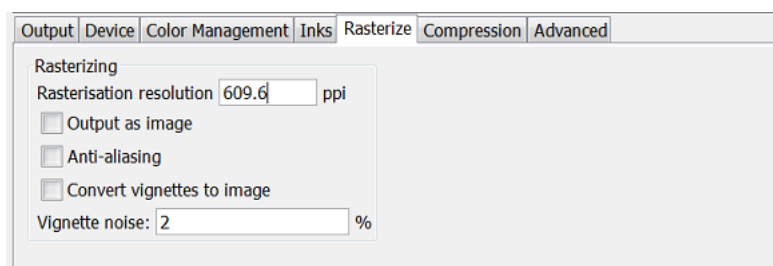 Output Device Color Management Inks Rasterize Compression Advanced
Rasterizing
Rasterisation resolution 609.6 ppi
Output as image
Anti-aliasing
Convert vignettes to image
Vignette noise: 2 %